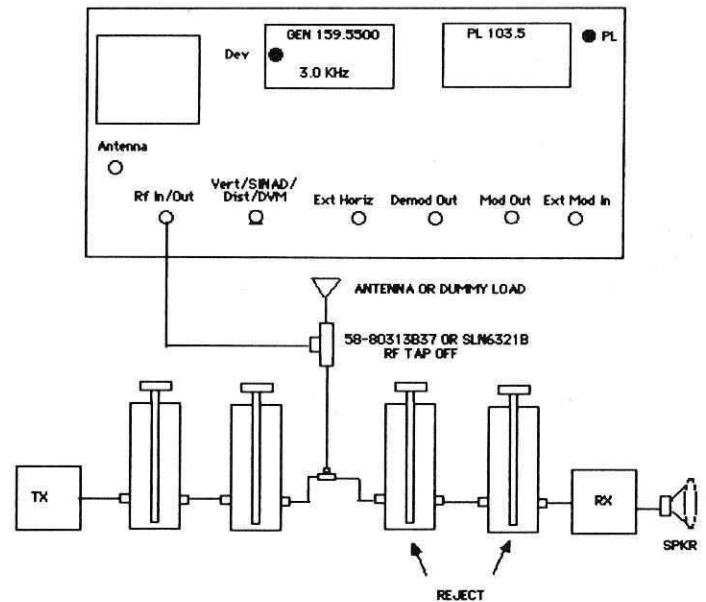 GEN 159.5500
Dev
3.0 KHz
PL 103.5
PL
Antenna
Rf In/Out
Vert/SINAD/
Dist/DVM
Ext Horiz
Demod Out
Mod Out
Ext Mod In
ANTENNA OR DUMMY LOAD
58-80313B37 OR SLN6321B
RF TAP OFF
TX
RX
SPKR
REJECT